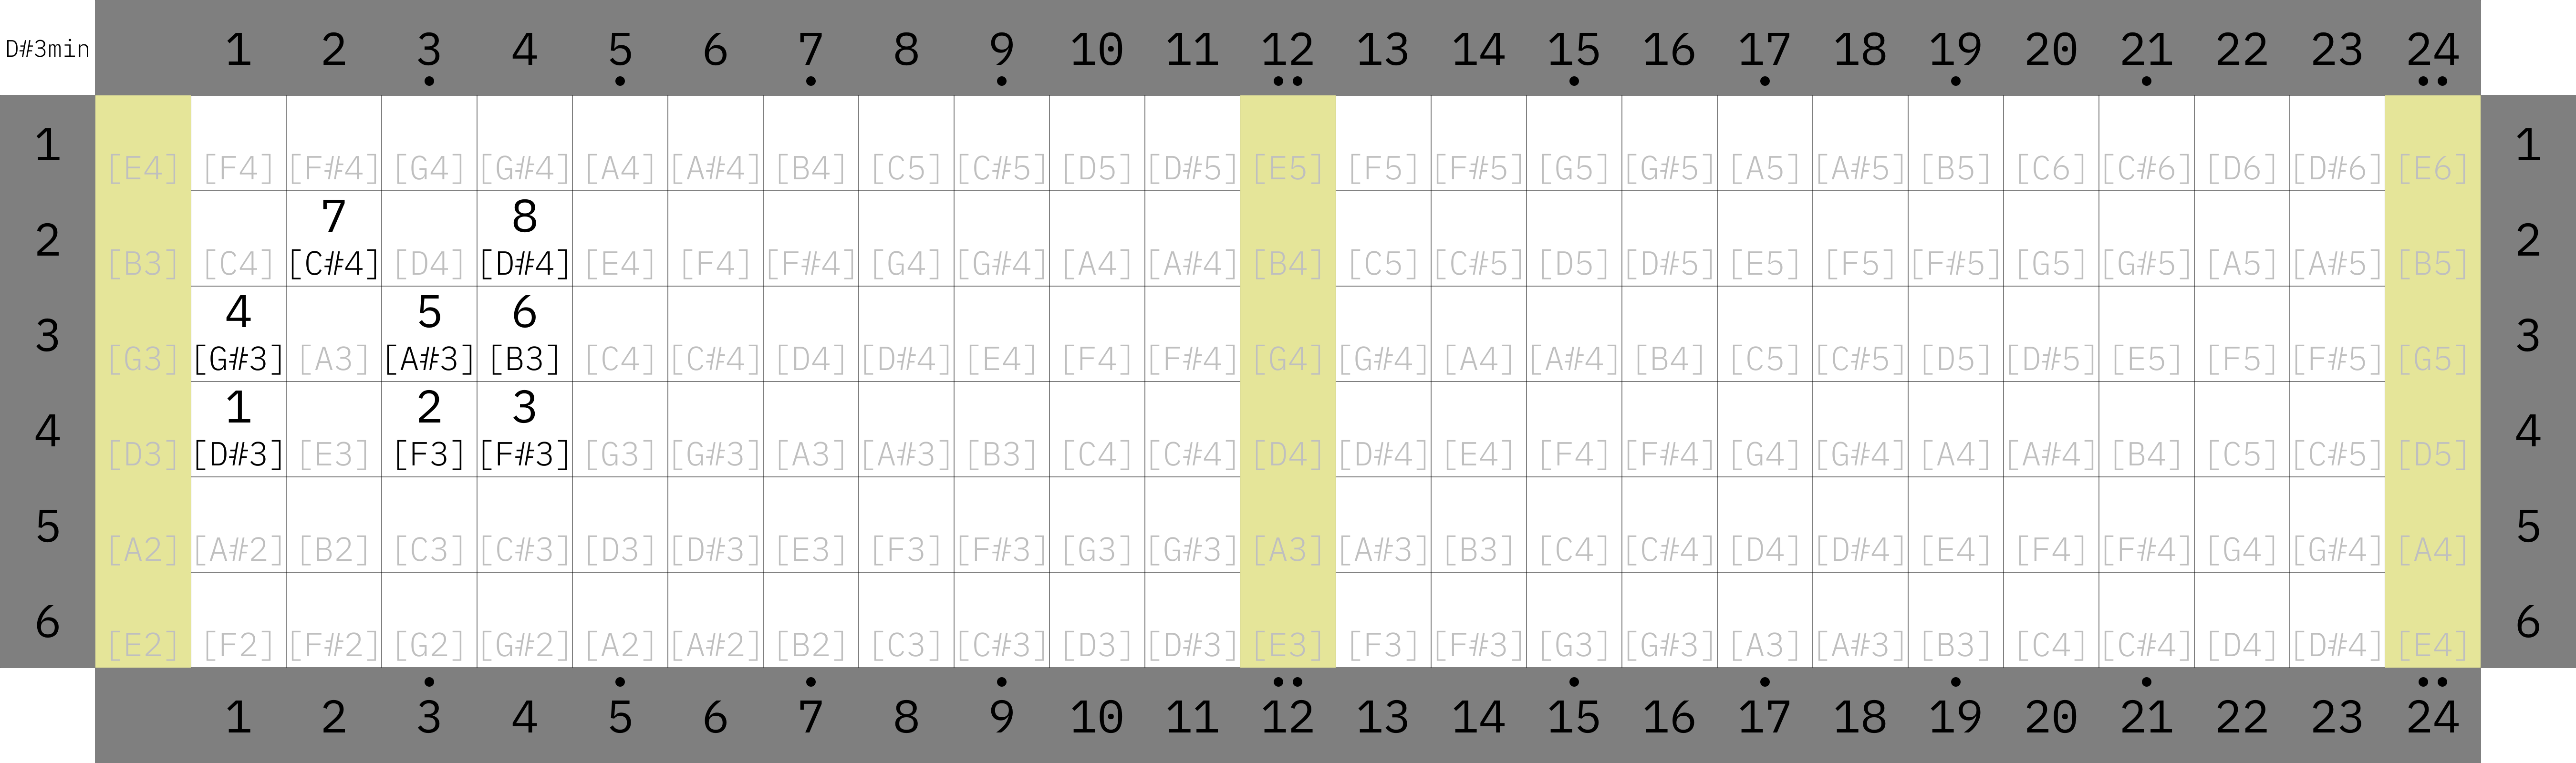 D#3min
1 2 3 4 5 6 7 8 9 10 11 12 13 14 15 16 17 18 19 20 21 22 23 24
1 [E4] [F4] [F#4] [G4] [G#4] [A4] [A#4] [B4] [C5] [C#5] [D5] [D#5] [E5] [F5] [F#5] [G5] [G#5] [A5] [A#5] [B5] [C6] [C#6] [D6] [D#6] [E6] 1
7 8
2 [B3] [C4] [C#4] [D4] [D#4] [E4] [F4] [F#4] [G4] [G#4] [A4] [A#4] [B4] [C5] [C#5] [D5] [D#5] [E5] [F5] [F#5] [G5] [G#5] [A5] [A#5] [B5] 2
4 5 6
3 [G3] [G#3] [A3] [A#3] [B3] [C4] [C#4] [D4] [D#4] [E4] [F4] [F#4] [G4] [G#4] [A4] [A#4] [B4] [C5] [C#5] [D5] [D#5] [E5] [F5] [F#5] [G5] 3
1 2 3
4 [D3] [D#3] [E3] [F3] [F#3] [G3] [G#3] [A3] [A#3] [B3] [C4] [C#4] [D4] [D#4] [E4] [F4] [F#4] [G4] [G#4] [A4] [A#4] [B4] [C5] [C#5] [D5] 4
5 [A2] [A#2] [B2] [C3] [C#3] [D3] [D#3] [E3] [F3] [F#3] [G3] [G#3] [A3] [A#3] [B3] [C4] [C#4] [D4] [D#4] [E4] [F4] [F#4] [G4] [G#4] [A4] 5
6 [E2] [F2] [F#2] [G2] [G#2] [A2] [A#2] [B2] [C3] [C#3] [D3] [D#3] [E3] [F3] [F#3] [G3] [G#3] [A3] [A#3] [B3] [C4] [C#4] [D4] [D#4] [E4] 6
1 2 3 4 5 6 7 8 9 10 11 12 13 14 15 16 17 18 19 20 21 22 23 24